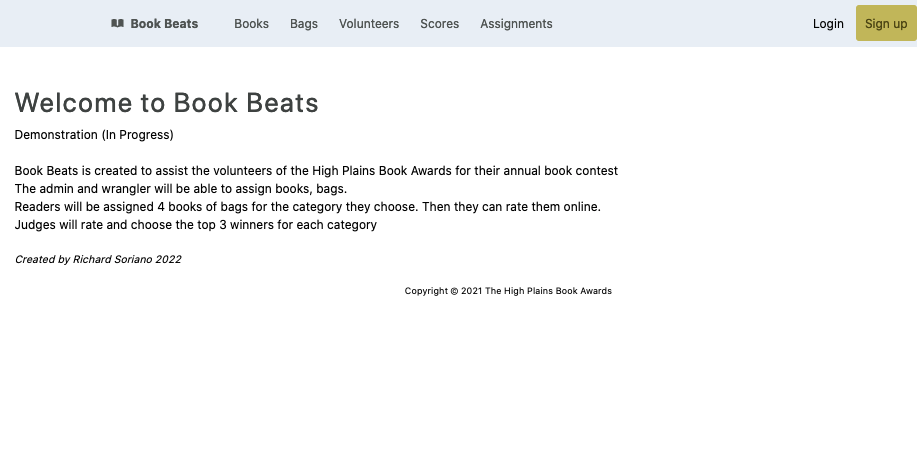 Book Beats Books Bags Volunteers Scores Assignments Login Sign up
Welcome to Book Beats
Demonstration (In Progress)
Book Beats is created to assist the volunteers of the High Plains Book Awards for their annual book contest
The admin and wrangler will be able to assign books, bags.
Readers will be assigned 4 books of bags for the category they choose. Then they can rate them online.
Judges will rate and choose the top 3 winners for each category
Created by Richard Soriano 2022
Copyright © 2021 The High Plains Book Awards